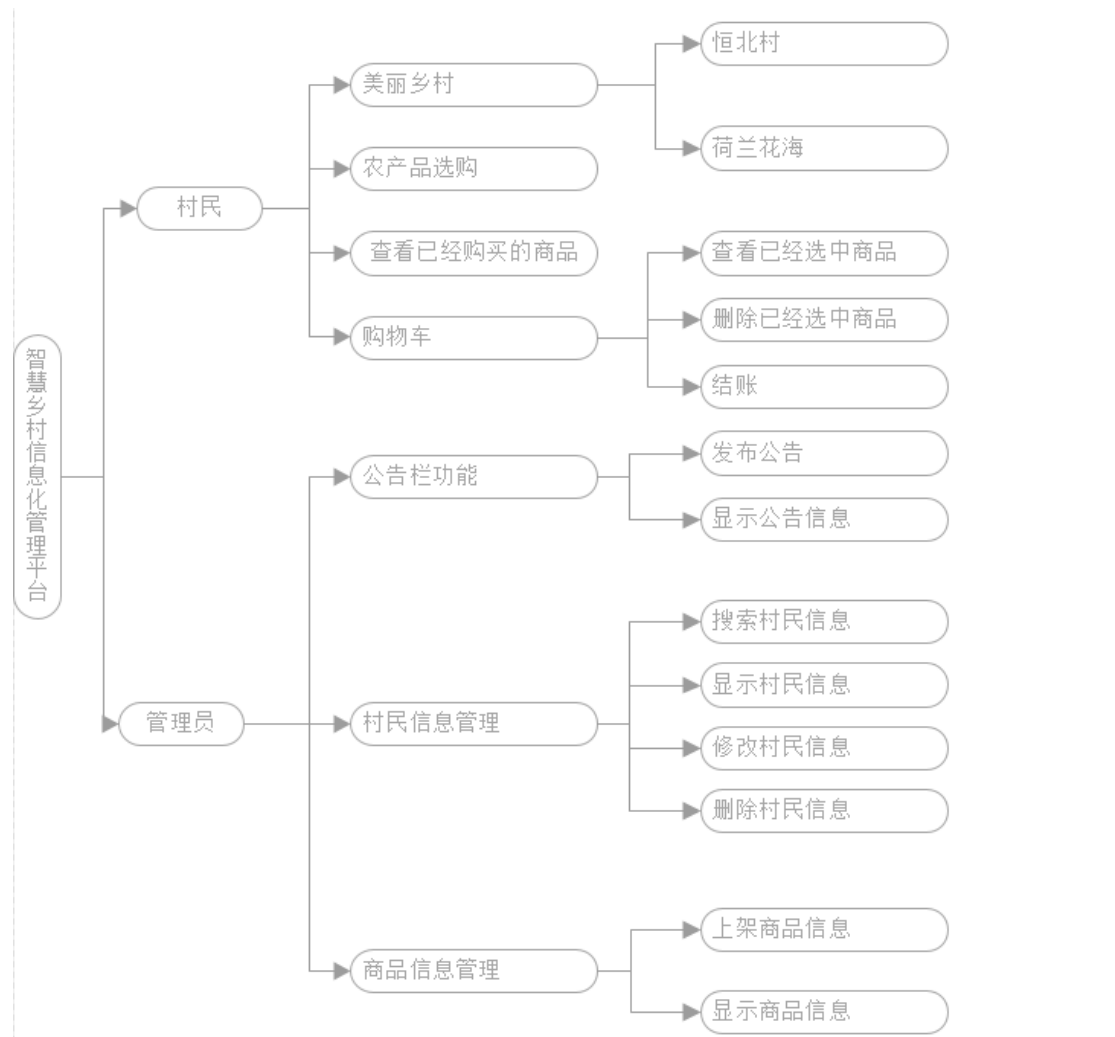 智慧乡村信息化管理平台
村民
美丽乡村
恒北村
荷兰花海
农产品选购
查看已经购买的商品
购物车
查看已经选中商品
删除已经选中商品
结账
管理员
公告栏功能
发布公告
显示公告信息
村民信息管理
搜索村民信息
显示村民信息
修改村民信息
删除村民信息
商品信息管理
上架商品信息
显示商品信息